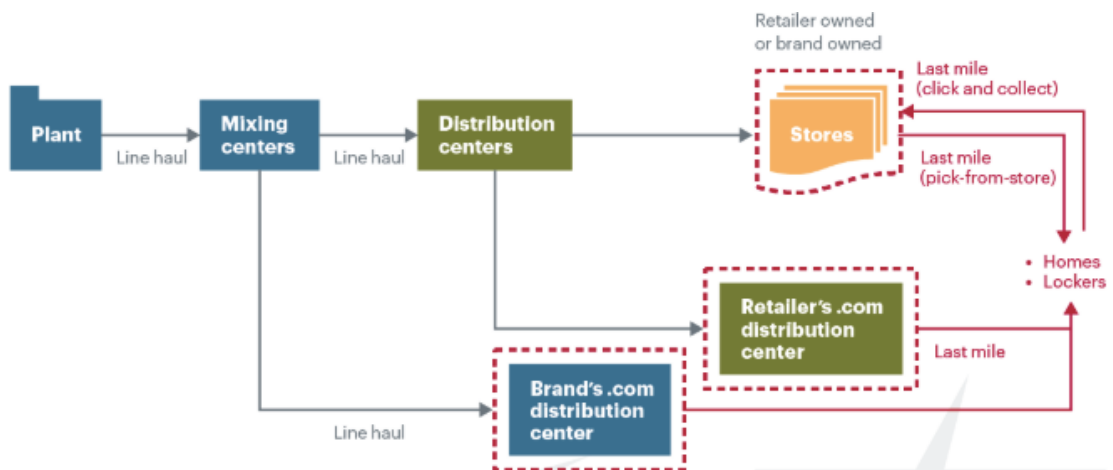 Retailer owned
or brand owned
Last mile
(click and collect)
Plant
Line haul
Mixing
centers
Line haul
Distribution
centers
Stores
Last mile
(pick-from-store)
• Homes
• Lockers
Retailer's .com
distribution
center
Last mile
Brand's .com
distribution
center
Line haul